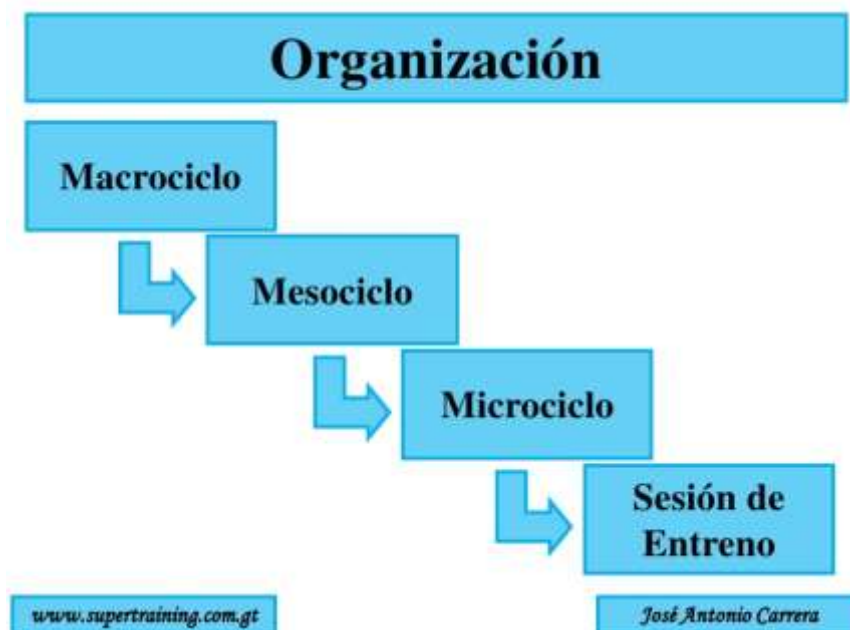 Organización
Macrociclo
Mesociclo
Microciclo
Sesión de
Entreno
www.supertraining.com.gt
José Antonio Carrera